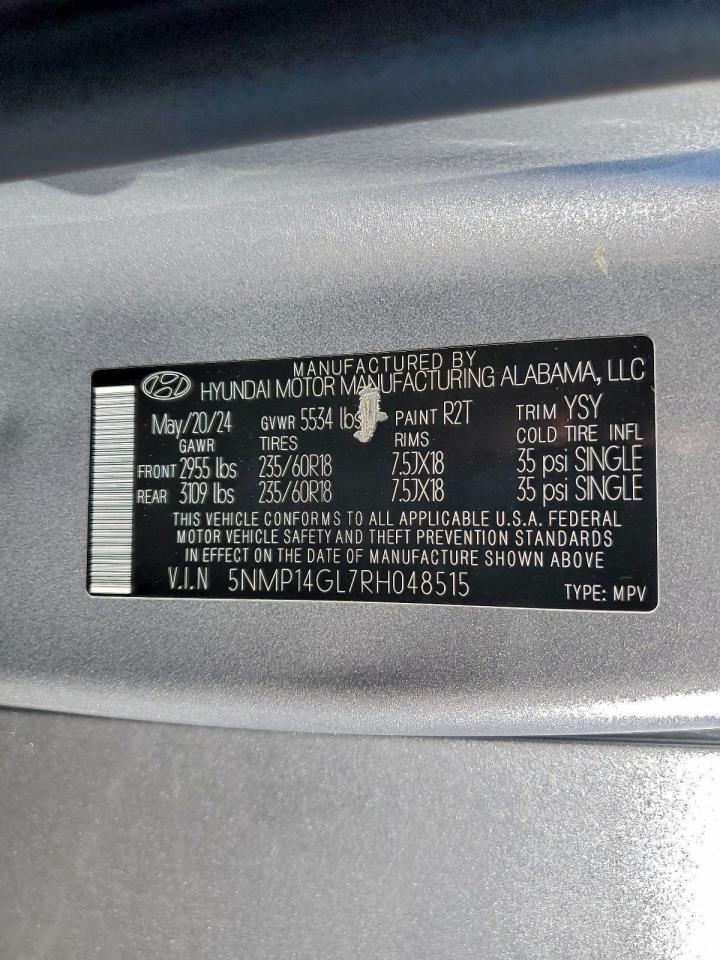 MANUFACTURED BY
HYUNDAI MOTOR MANUFACTURING ALABAMA, LLC
May/20/24 GVWR 5534 lbs PAINT R2T TRIM YSY
GAWR TIRES RIMS COLD TIRE INFL
FRONT 2955 lbs 235/60R18 7.5JX18 35 psi SINGLE
REAR 3109 lbs 235/60R18 7.5JX18 35 psi SINGLE
THIS VEHICLE CONFORMS TO ALL APPLICABLE U.S.A. FEDERAL
MOTOR VEHICLE SAFETY AND THEFT PREVENTION STANDARDS
IN EFFECT ON THE DATE OF MANUFACTURE SHOWN ABOVE
V.I.N 5NMP14GL7RH048515 TYPE: MPV